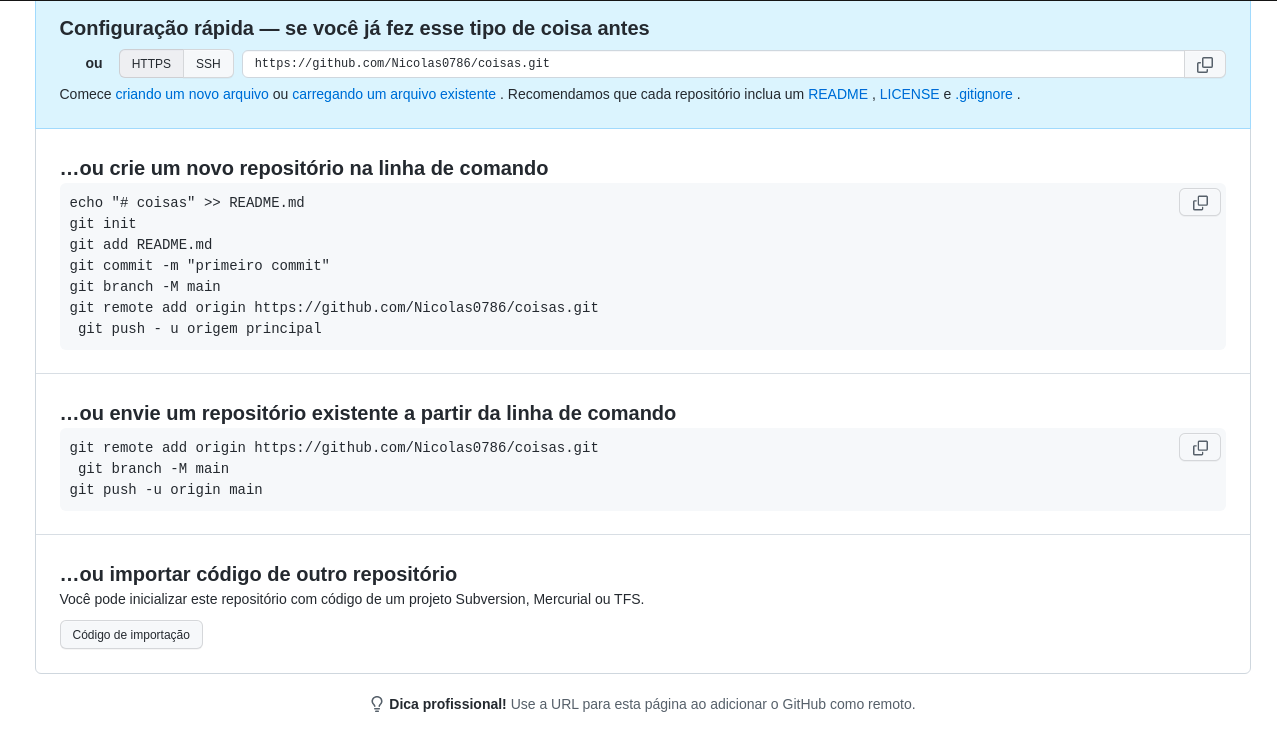 Configuração rápida — se você já fez esse tipo de coisa antes
ou HTTPS SSH https://github.com/Nicolas0786/coisas.git
Comece criando um novo arquivo ou carregando um arquivo existente . Recomendamos que cada repositório inclua um README , LICENSE e .gitignore .
…ou crie um novo repositório na linha de comando
echo "# coisas" >> README.md
git init
git add README.md
git commit -m "primeiro commit"
git branch -M main
git remote add origin https://github.com/Nicolas0786/coisas.git
git push - u origem principal
…ou envie um repositório existente a partir da linha de comando
git remote add origin https://github.com/Nicolas0786/coisas.git
git branch -M main
git push -u origin main
…ou importar código de outro repositório
Você pode inicializar este repositório com código de um projeto Subversion, Mercurial ou TFS.
Código de importação
Dica profissional! Use a URL para esta página ao adicionar o GitHub como remoto.